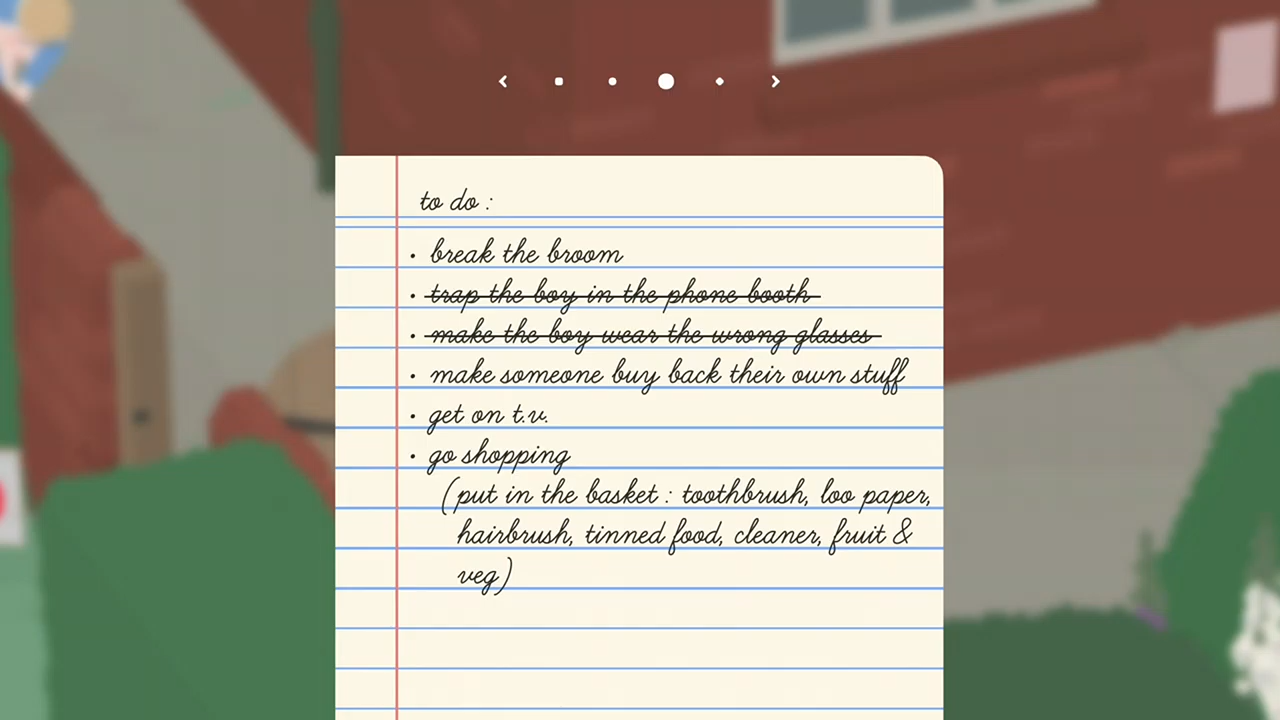 to do :
• break the broom
• trap the boy in the phone booth
• make the boy wear the wrong glasses
• make someone buy back their own stuff
• get on t.v.
• go shopping
(put in the basket : toothbrush, loo paper,
hairbrush, tinned food, cleaner, fruit &
veg)